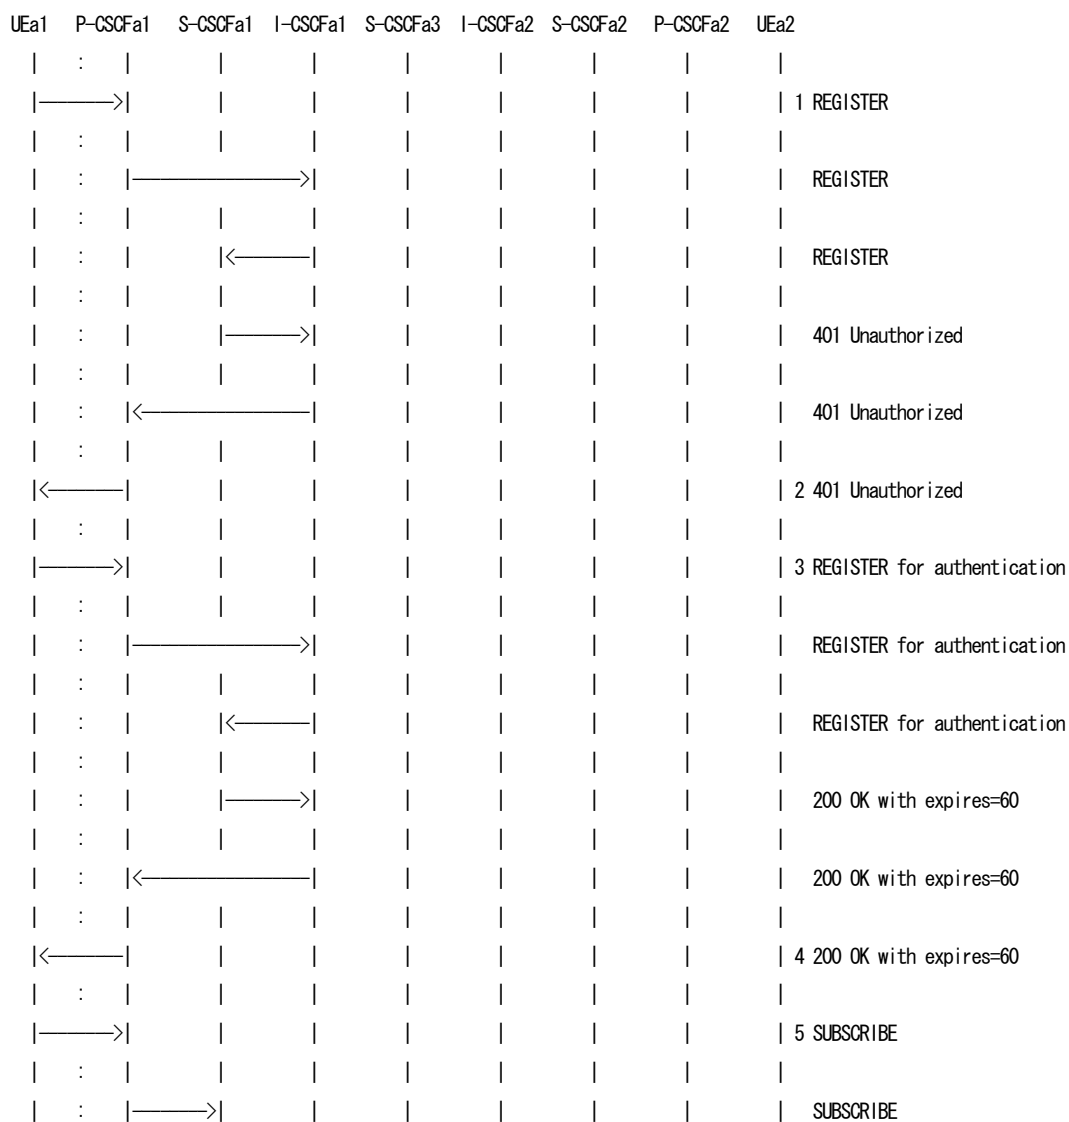 UEa1 P-CSCFa1 S-CSCFa1 I-CSCFa1 S-CSCFa3 I-CSCFa2 S-CSCFa2 P-CSCFa2 UEa2
1 REGISTER
REGISTER
REGISTER
401 Unauthorized
401 Unauthorized
2 401 Unauthorized
3 REGISTER for authentication
REGISTER for authentication
REGISTER for authentication
200 OK with expires=60
200 OK with expires=60
4 200 OK with expires=60
5 SUBSCRIBE
SUBSCRIBE